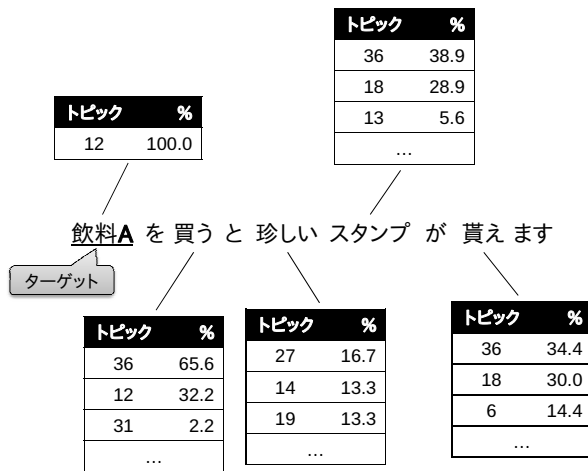 トピック %
36 38.9
18 28.9
13 5.6
…
トピック %
12 100.0
飲料A を 買う と 珍しい スタンプ が 貰え ます
ターゲット
トピック %
36 65.6
12 32.2
31 2.2
…
トピック %
27 16.7
14 13.3
19 13.3
…
トピック %
36 34.4
18 30.0
6 14.4
…